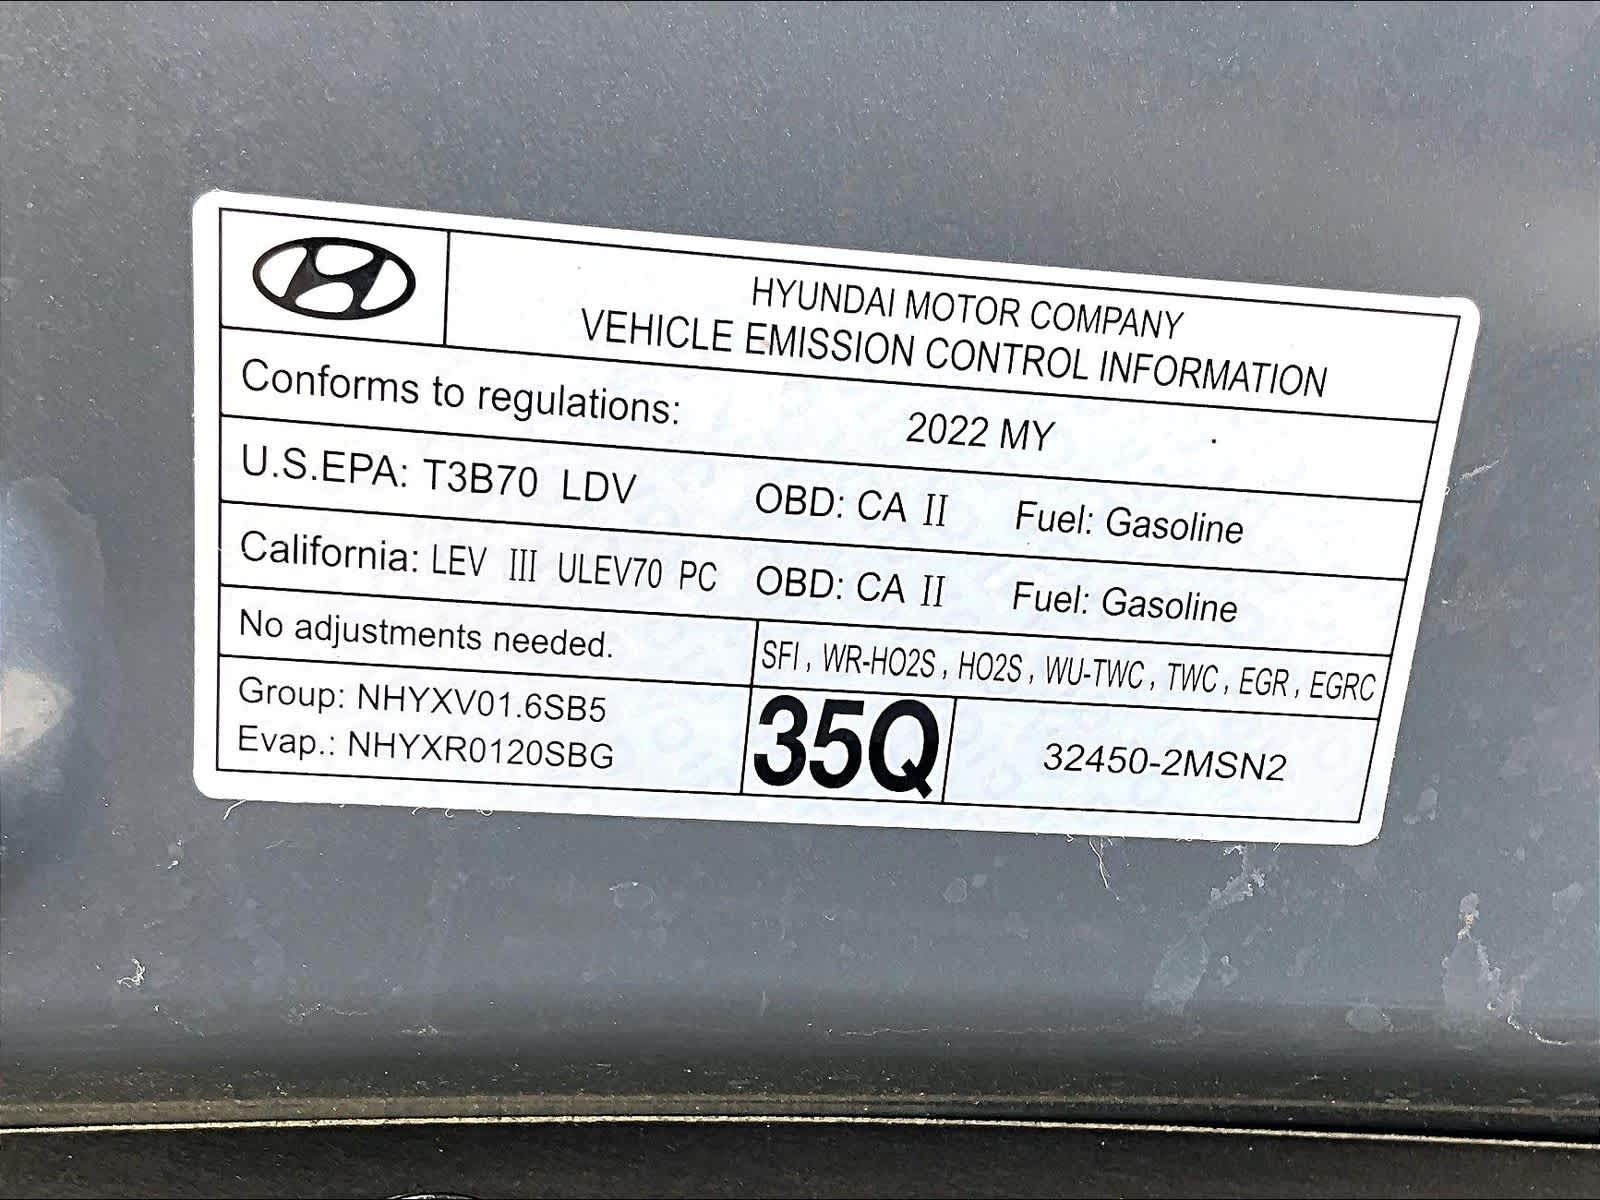 HYUNDAI MOTOR COMPANY
VEHICLE EMISSION CONTROL INFORMATION
Conforms to regulations: 2022 MY
U.S.EPA: T3B70 LDV OBD: CA II Fuel: Gasoline
California: LEV III ULEV70 PC OBD: CA II Fuel: Gasoline
No adjustments needed. SFI, WR-HO2S, HO2S, WU-TWC, TWC, EGR, EGRC
Group: NHYXV01.6SB5
Evap.: NHYXR0120SBG
35Q
32450-2MSN2